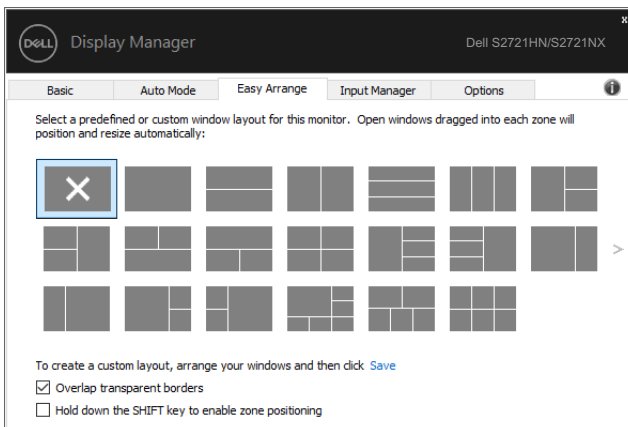 x
DELL Display Manager Dell S2721HN/S2721NX
Basic Auto Mode Easy Arrange Input Manager Options i
Select a predefined or custom window layout for this monitor. Open windows dragged into each zone will
position and resize automatically:
>
To create a custom layout, arrange your windows and then click Save
Overlap transparent borders
Hold down the SHIFT key to enable zone positioning